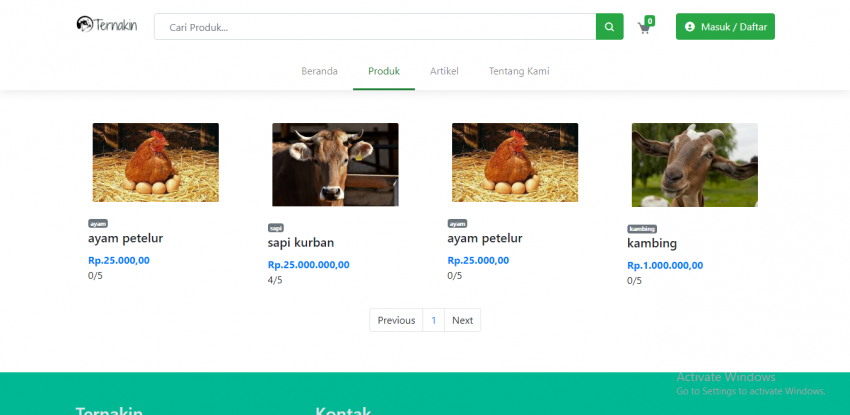 Ternakin
Cari Produk...
0
Masuk / Daftar
Beranda
Produk
Artikel
Tentang Kami
ayam
ayam petelur
Rp.25.000,00
0/5
sapi
sapi kurban
Rp.25.000.000,00
4/5
ayam
ayam petelur
Rp.25.000,00
0/5
kambing
kambing
Rp.1.000.000,00
0/5
Previous 1 Next
Activate Windows
Go to Settings to activate Windows.
Ternakin
Kontak